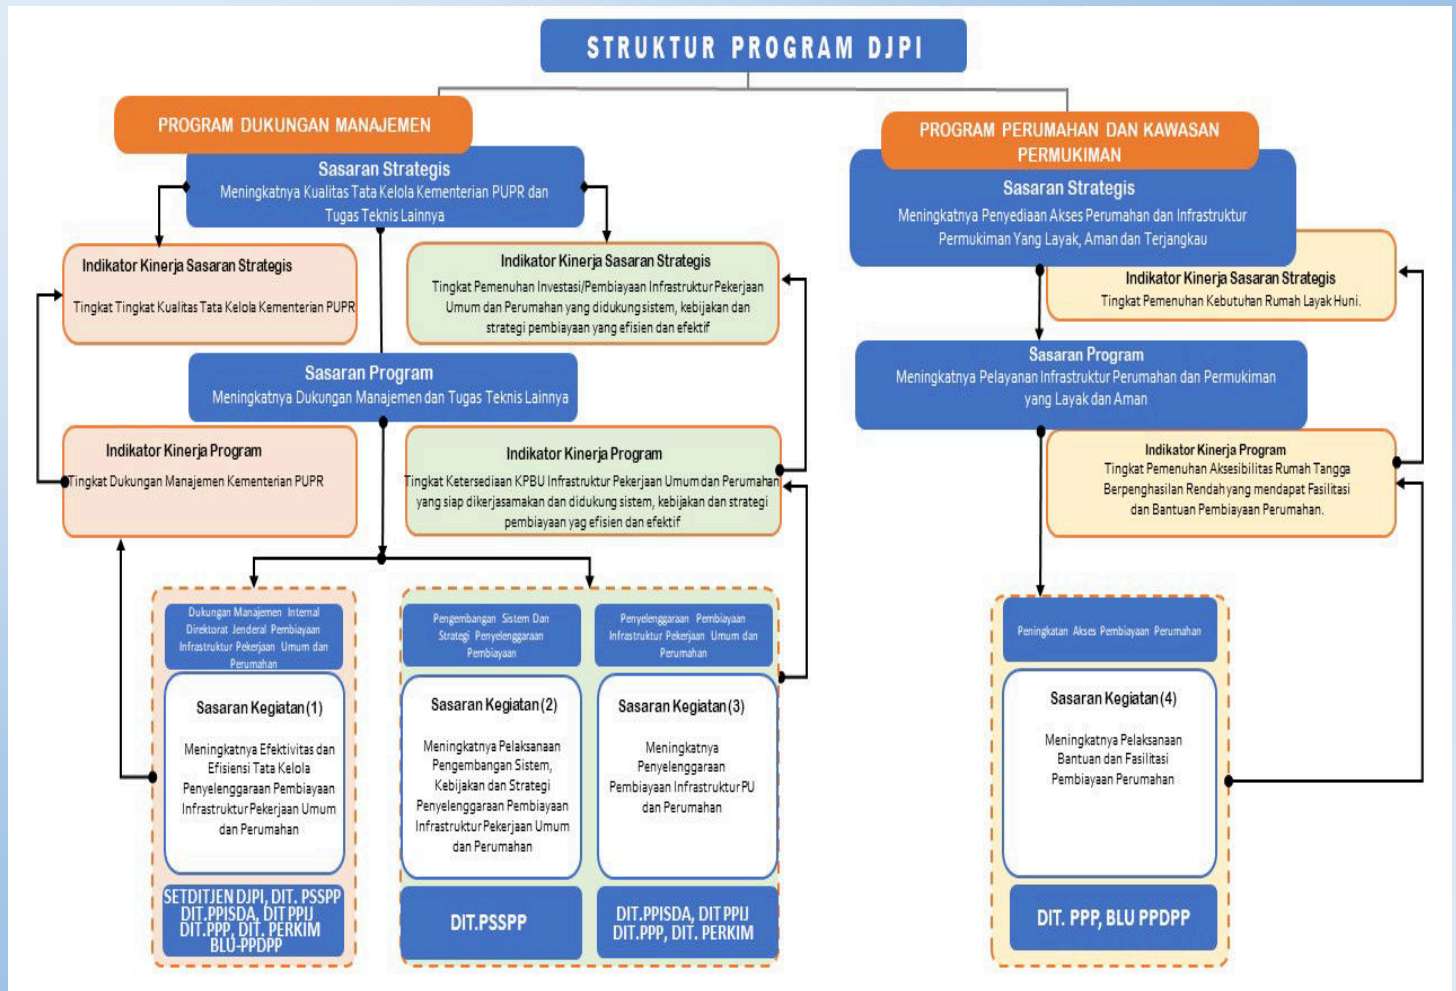 STRUKTUR PROGRAM DJPI
PROGRAM DUKUNGAN MANAJEMEN
Sasaran Strategis
Meningkatnya Kualitas Tata Kelola Kementerian PUPR dan
Tugas Teknis Lainnya
Indikator Kinerja Sasaran Strategis
Tingkat Tingkat Kualitas Tata Kelola Kementerian PUPR
Indikator Kinerja Sasaran Strategis
Tingkat Pemenuhan Investasi/Pembiayaan Infrastruktur Pekerjaan
Umum dan Perumahan yang didukung sistem, kebijakan dan
strategi pembiayaan yang efisien dan efektif
Sasaran Program
Meningkatnya Dukungan Manajemen dan Tugas Teknis Lainnya
Indikator Kinerja Program
Tingkat Dukungan Manajemen Kementerian PUPR
Indikator Kinerja Program
Tingkat Ketersediaan KPBU Infrastruktur Pekerjaan Umum dan Perumahan
yang siap dikerjasamakan dan didukung sistem, kebijakan dan strategi
pembiayaan yag efisien dan efektif
Dukungan Manajemen Internal
Direktorat Jenderal Pembiayaan
Infrastruktur Pekerjaan Umum dan
Perumahan
Sasaran Kegiatan (1)
Meningkatnya Efektivitas dan
Efisiensi Tata Kelola
Penyelenggaraan Pembiayaan
Infrastruktur Pekerjaan Umum
dan Perumahan
SETDITJEN DJPI, DIT. PSSPP
DIT.PPISDA, DIT PPIJ
DIT.PPP, DIT. PERKIM
BLU-PPDPP
Pengembangan Sistem Dan
Strategi Penyelenggaraan
Pembiayaan
Sasaran Kegiatan (2)
Meningkatnya Pelaksanaan
Pengembangan Sistem,
Kebijakan dan Strategi
Penyelenggaraan Pembiayaan
Infrastruktur Pekerjaan Umum
dan Perumahan
DIT.PSSPP
Penyelenggaraan Pembiayaan
Infrastruktur Pekerjaan Umum dan
Perumahan
Sasaran Kegiatan (3)
Meningkatnya
Penyelenggaraan
Pembiayaan Infrastruktur PU
dan Perumahan
DIT.PPISDA, DIT PPIJ
DIT.PPP, DIT. PERKIM
PROGRAM PERUMAHAN DAN KAWASAN
PERMUKIMAN
Sasaran Strategis
Meningkatnya Penyediaan Akses Perumahan dan Infrastruktur
Permukiman Yang Layak, Aman dan Terjangkau
Indikator Kinerja Sasaran Strategis
Tingkat Pemenuhan Kebutuhan Rumah Layak Huni.
Sasaran Program
Meningkatnya Pelayanan Infrastruktur Perumahan dan Permukiman
yang Layak dan Aman
Indikator Kinerja Program
Tingkat Pemenuhan Aksesibilitas Rumah Tangga
Berpenghasilan Rendah yang mendapat Fasilitasi
dan Bantuan Pembiayaan Perumahan.
Peningkatan Akses Pembiayaan Perumahan
Sasaran Kegiatan (4)
Meningkatnya Pelaksanaan
Bantuan dan Fasilitasi
Pembiayaan Perumahan
DIT. PPP, BLU PPDPP